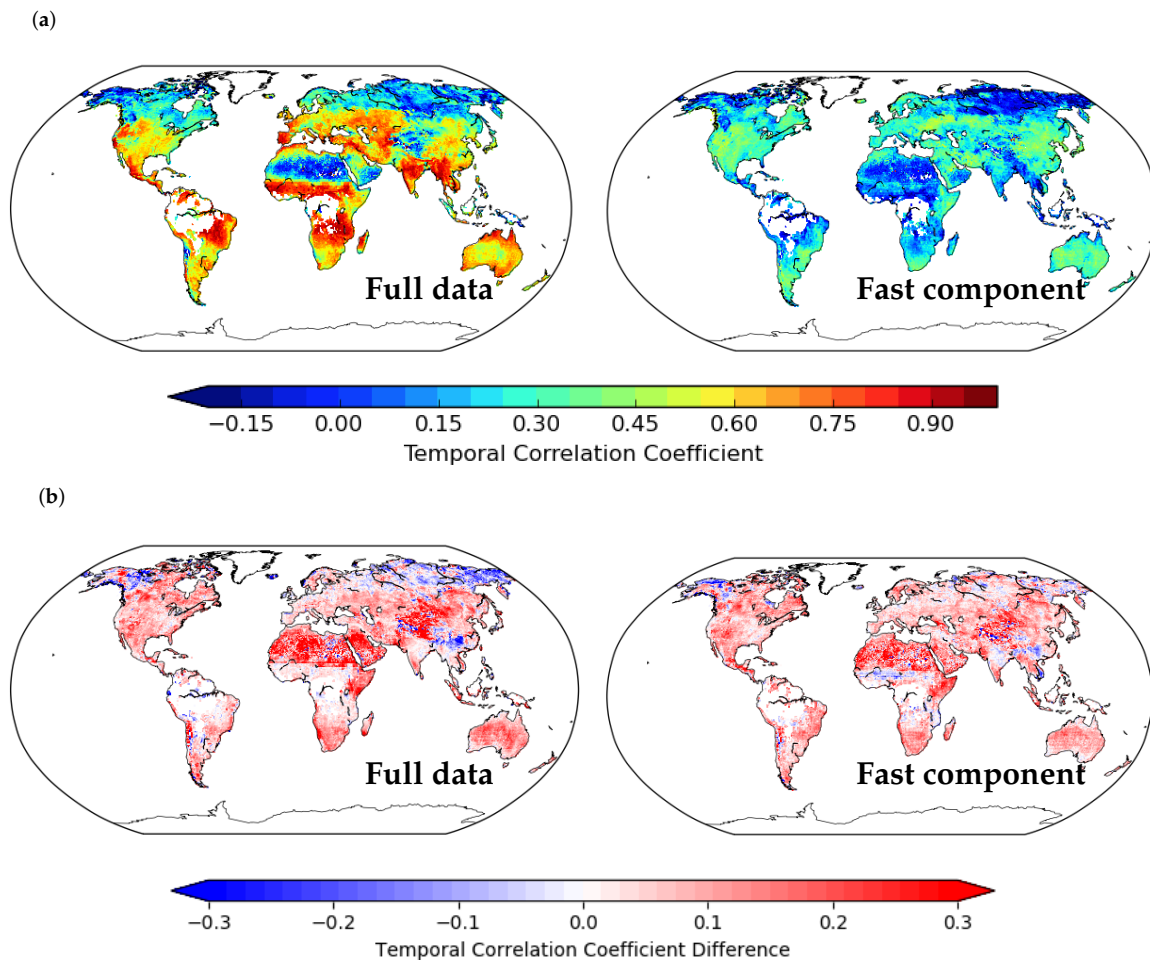 (a)
Full data
Fast component
−0.15 0.00 0.15 0.30 0.45 0.60 0.75 0.90
Temporal Correlation Coefficient
(b)
Full data
Fast component
−0.3 −0.2 −0.1 0.0 0.1 0.2 0.3
Temporal Correlation Coefficient Difference